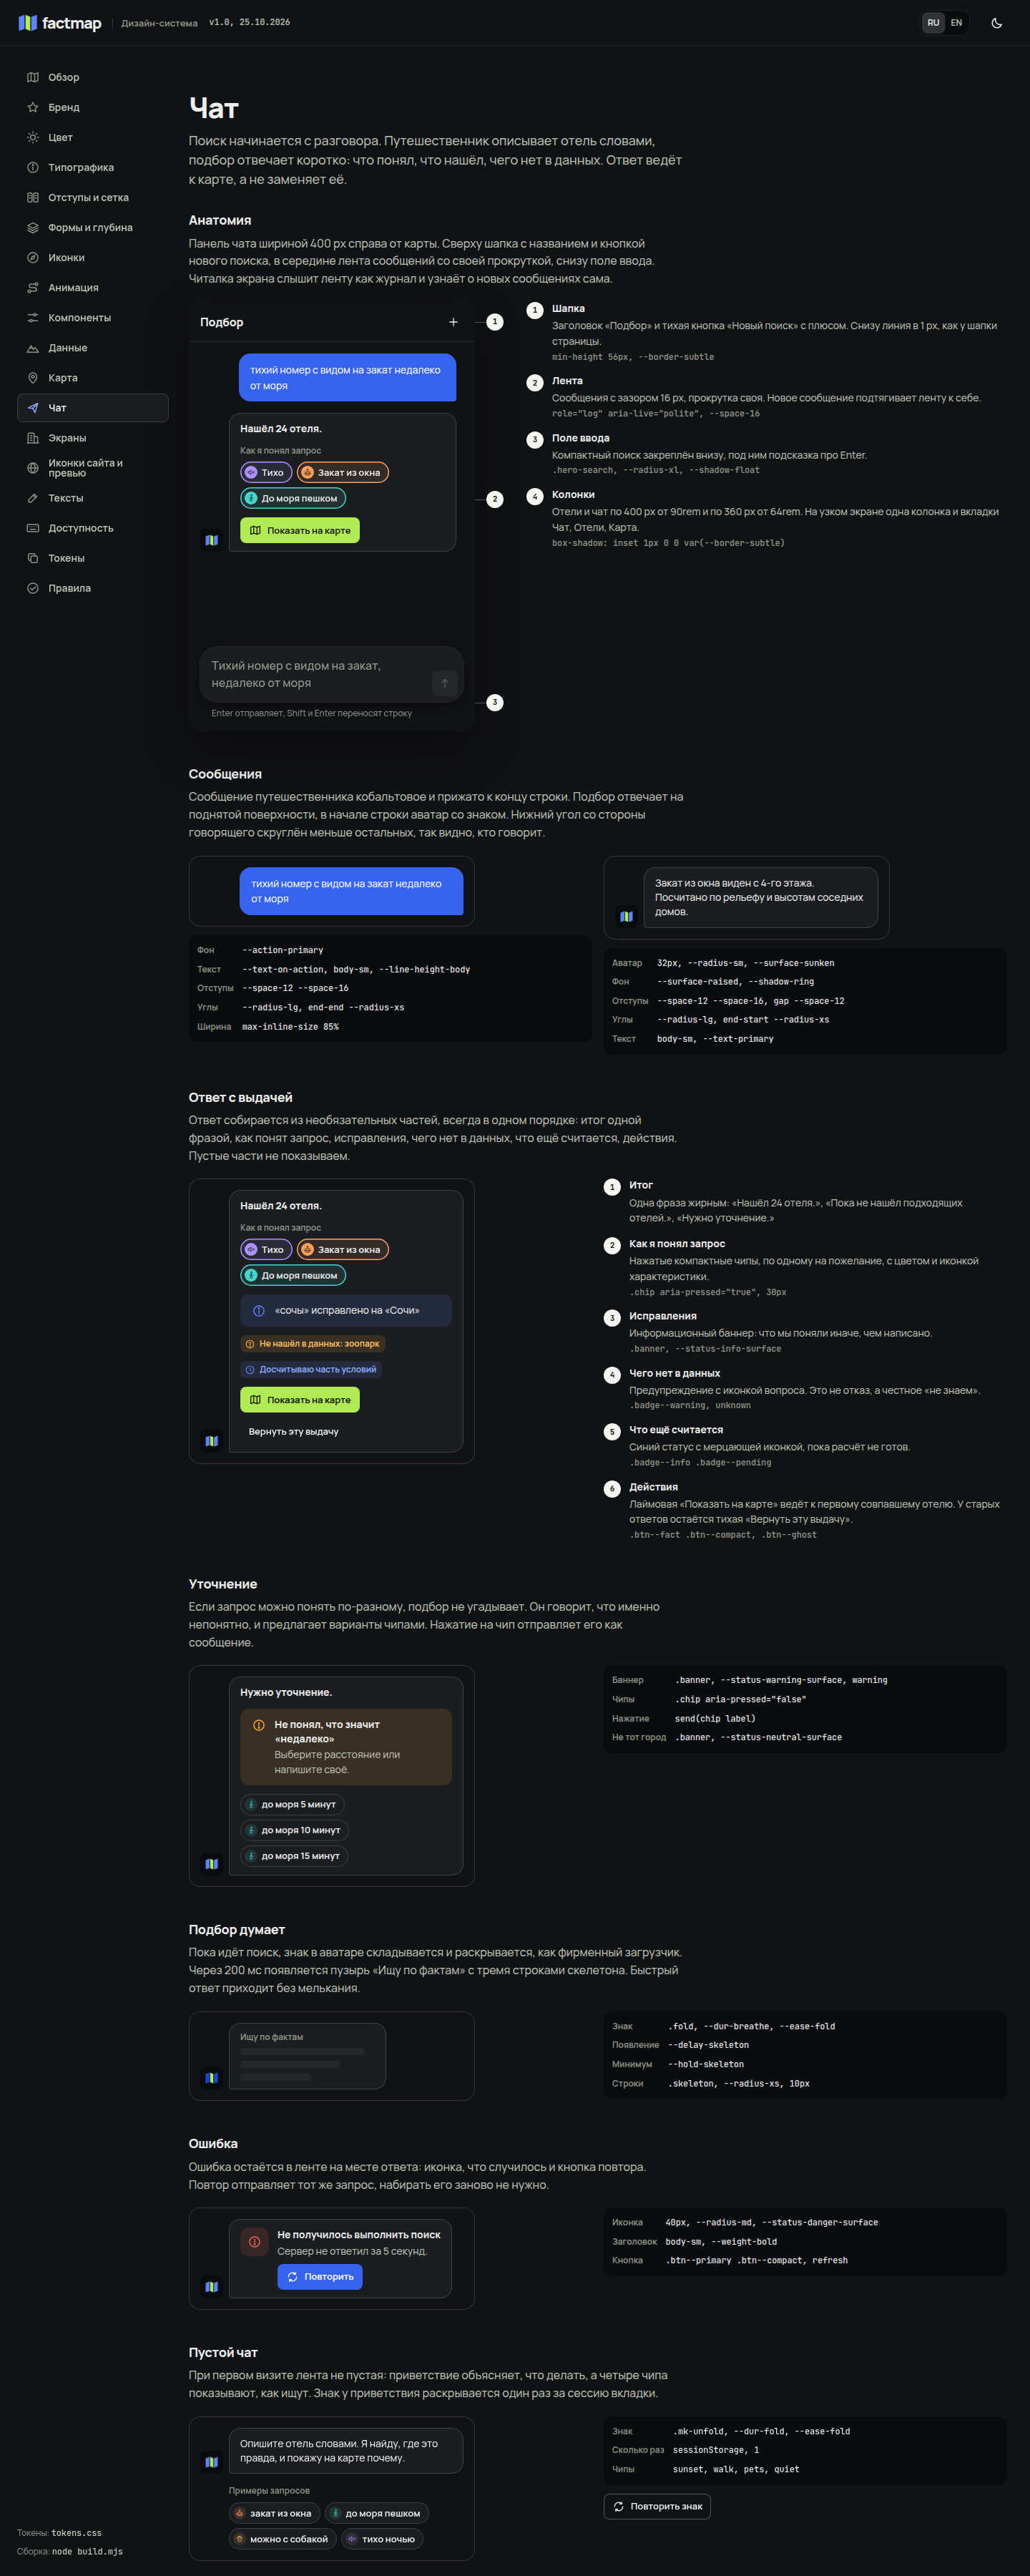 factmap
Дизайн-система
v1.0, 25.10.2026
RU
EN
Обзор
Бренд
Цвет
Типографика
Отступы и сетка
Формы и глубина
Иконки
Анимация
Компоненты
Данные
Карта
Чат
Экраны
Иконки сайта и
превью
Тексты
Доступность
Токены
Правила
Токены: tokens.css
Сборка: node build.mjs
Чат
Поиск начинается с разговора. Путешественник описывает отель словами,
подбор отвечает коротко: что понял, что нашёл, чего нет в данных. Ответ ведёт
к карте, а не заменяет её.
Анатомия
Панель чата шириной 400 px справа от карты. Сверху шапка с названием и кнопкой
нового поиска, в середине лента сообщений со своей прокруткой, снизу поле ввода.
Читалка экрана слышит ленту как журнал и узнаёт о новых сообщениях сама.
Подбор
1
тихий номер с видом на закат недалеко
от моря
Нашёл 24 отеля.
Как я понял запрос
Тихо
Закат из окна
До моря пешком
2
Показать на карте
Тихий номер с видом на закат,
недалеко от моря
3
Enter отправляет, Shift и Enter переносят строку
1
Шапка
Заголовок «Подбор» и тихая кнопка «Новый поиск» с плюсом. Снизу линия в 1 px, как у шапки
страницы.
min-height 56px, --border-subtle
2
Лента
Сообщения с зазором 16 px, прокрутка своя. Новое сообщение подтягивает ленту к себе.
role="log" aria-live="polite", --space-16
3
Поле ввода
Компактный поиск закреплён внизу, под ним подсказка про Enter.
.hero-search, --radius-xl, --shadow-float
4
Колонки
Отели и чат по 400 px от 90rem и по 360 px от 64rem. На узком экране одна колонка и вкладки
Чат, Отели, Карта.
box-shadow: inset 1px 0 0 var(--border-subtle)
Сообщения
Сообщение путешественника кобальтовое и прижато к концу строки. Подбор отвечает на
поднятой поверхности, в начале строки аватар со знаком. Нижний угол со стороны
говорящего скруглён меньше остальных, так видно, кто говорит.
тихий номер с видом на закат недалеко
от моря
Фон --action-primary
Текст --text-on-action, body-sm, --line-height-body
Отступы --space-12 --space-16
Углы --radius-lg, end-end --radius-xs
Ширина max-inline-size 85%
Закат из окна виден с 4-го этажа.
Посчитано по рельефу и высотам соседних
домов.
Аватар 32px, --radius-sm, --surface-sunken
Фон --surface-raised, --shadow-ring
Отступы --space-12 --space-16, gap --space-12
Углы --radius-lg, end-start --radius-xs
Текст body-sm, --text-primary
Ответ с выдачей
Ответ собирается из необязательных частей, всегда в одном порядке: итог одной
фразой, как понят запрос, исправления, чего нет в данных, что ещё считается, действия.
Пустые части не показываем.
Нашёл 24 отеля.
Как я понял запрос
Тихо
Закат из окна
До моря пешком
«сочы» исправлено на «Сочи»
Не нашёл в данных: зоопарк
Досчитываю часть условий
Показать на карте
Вернуть эту выдачу
1
Итог
Одна фраза жирным: «Нашёл 24 отеля.», «Пока не нашёл подходящих
отелей.», «Нужно уточнение.»
2
Как я понял запрос
Нажатые компактные чипы, по одному на пожелание, с цветом и иконкой
характеристики.
.chip aria-pressed="true", 30px
3
Исправления
Информационный баннер: что мы поняли иначе, чем написано.
.banner, --status-info-surface
4
Чего нет в данных
Предупреждение с иконкой вопроса. Это не отказ, а честное «не знаем».
.badge--warning, unknown
5
Что ещё считается
Синий статус с мерцающей иконкой, пока расчёт не готов.
.badge--info .badge--pending
6
Действия
Лаймовая «Показать на карте» ведёт к первому совпавшему отелю. У старых
ответов остаётся тихая «Вернуть эту выдачу».
.btn--fact .btn--compact, .btn--ghost
Уточнение
Если запрос можно понять по-разному, подбор не угадывает. Он говорит, что именно
непонятно, и предлагает варианты чипами. Нажатие на чип отправляет его как
сообщение.
Нужно уточнение.
Не понял, что значит
«недалеко»
Выберите расстояние или
напишите своё.
до моря 5 минут
до моря 10 минут
до моря 15 минут
Баннер .banner, --status-warning-surface, warning
Чипы .chip aria-pressed="false"
Нажатие send(chip label)
Не тот город .banner, --status-neutral-surface
Подбор думает
Пока идёт поиск, знак в аватаре складывается и раскрывается, как фирменный загрузчик.
Через 200 мс появляется пузырь «Ищу по фактам» с тремя строками скелетона. Быстрый
ответ приходит без мелькания.
Ищу по фактам
Знак .fold, --dur-breathe, --ease-fold
Появление --delay-skeleton
Минимум --hold-skeleton
Строки .skeleton, --radius-xs, 10px
Ошибка
Ошибка остаётся в ленте на месте ответа: иконка, что случилось и кнопка повтора.
Повтор отправляет тот же запрос, набирать его заново не нужно.
Не получилось выполнить поиск
Сервер не ответил за 5 секунд.
Повторить
Иконка 40px, --radius-md, --status-danger-surface
Заголовок body-sm, --weight-bold
Кнопка .btn--primary .btn--compact, refresh
Пустой чат
При первом визите лента не пустая: приветствие объясняет, что делать, а четыре чипа
показывают, как ищут. Знак у приветствия раскрывается один раз за сессию вкладки.
Опишите отель словами. Я найду, где это
правда, и покажу на карте почему.
Примеры запросов
закат из окна
до моря пешком
можно с собакой
тихо ночью
Знак .mk-unfold, --dur-fold, --ease-fold
Сколько раз sessionStorage, 1
Чипы sunset, walk, pets, quiet
Повторить знак